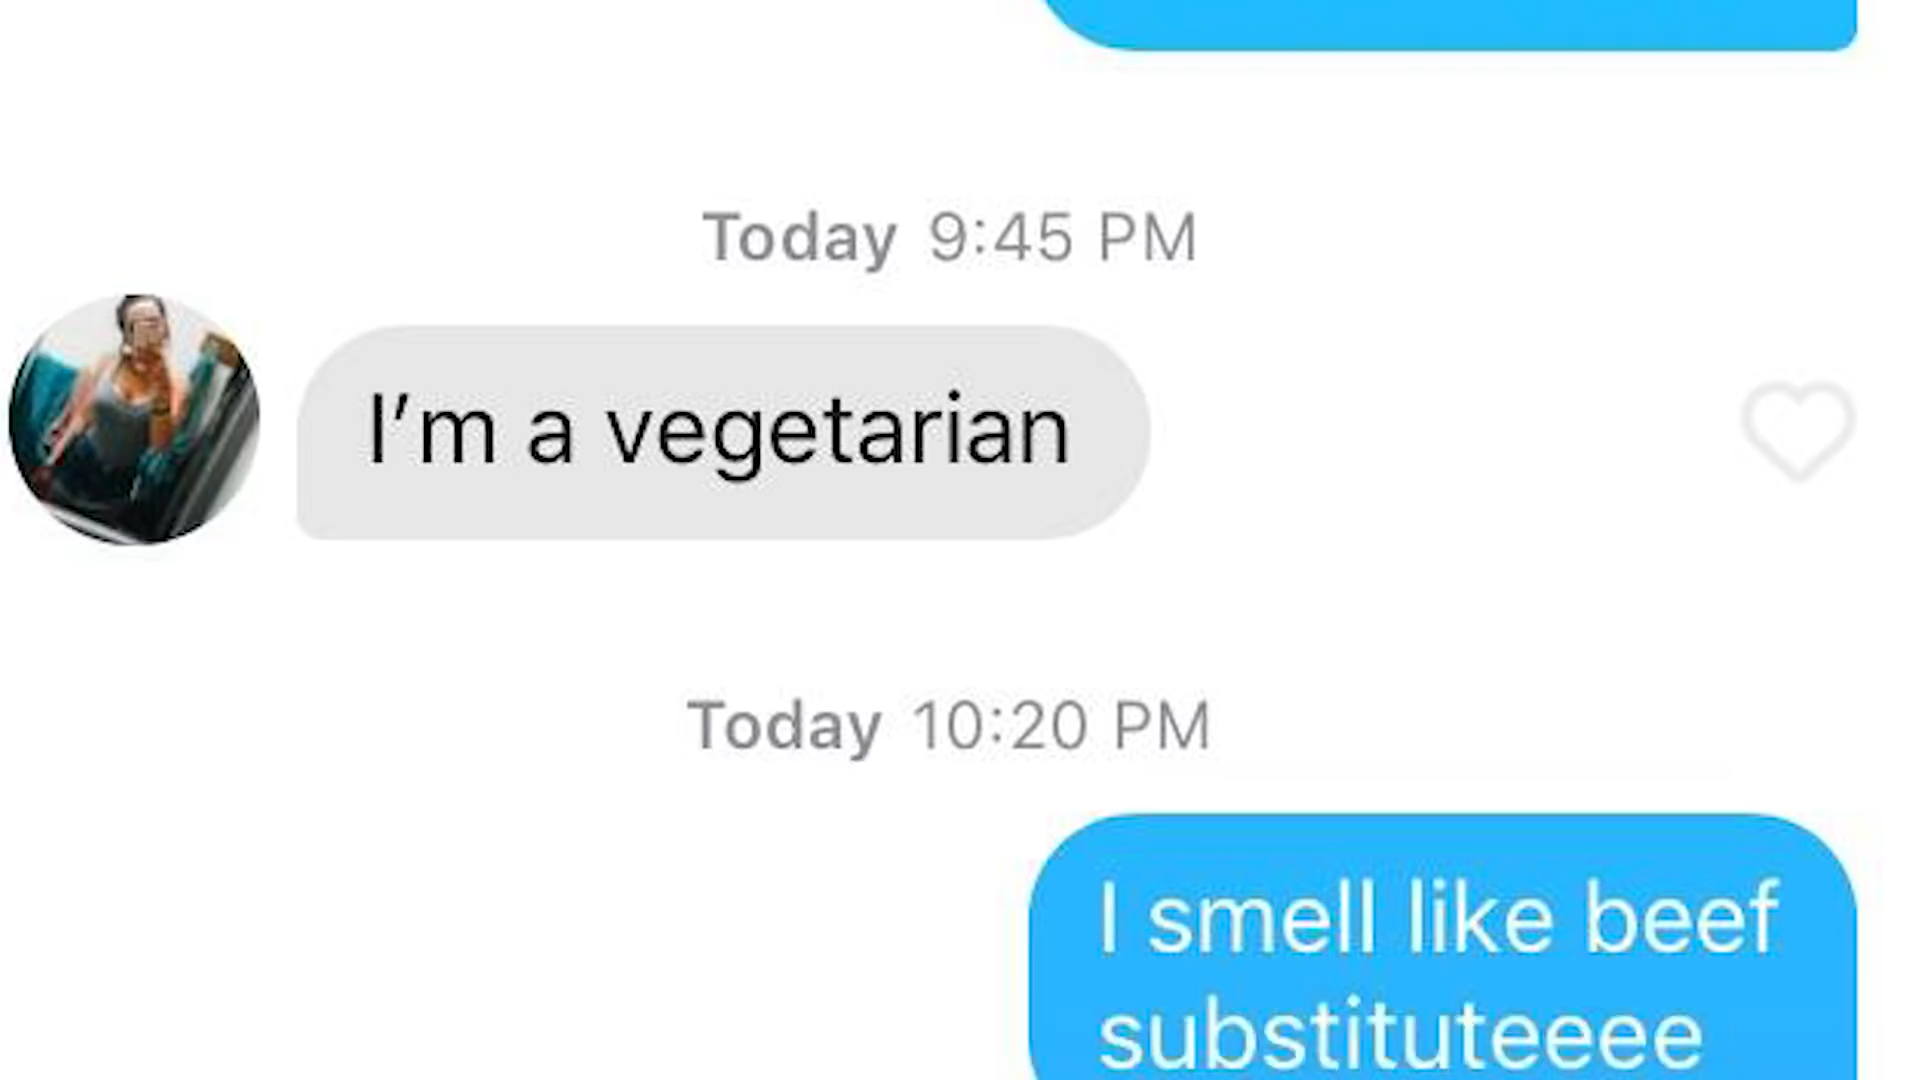 Today 9:45 PM
I’m a vegetarian
Today 10:20 PM
I smell like beef
substituteeee